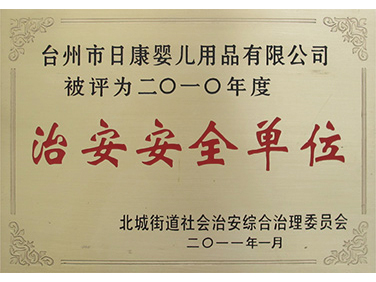 台州市日康婴儿用品有限公司
被评为二〇一〇年度
治安安全单位
北城街道社会治安综合治理委员会
二〇一一年一月